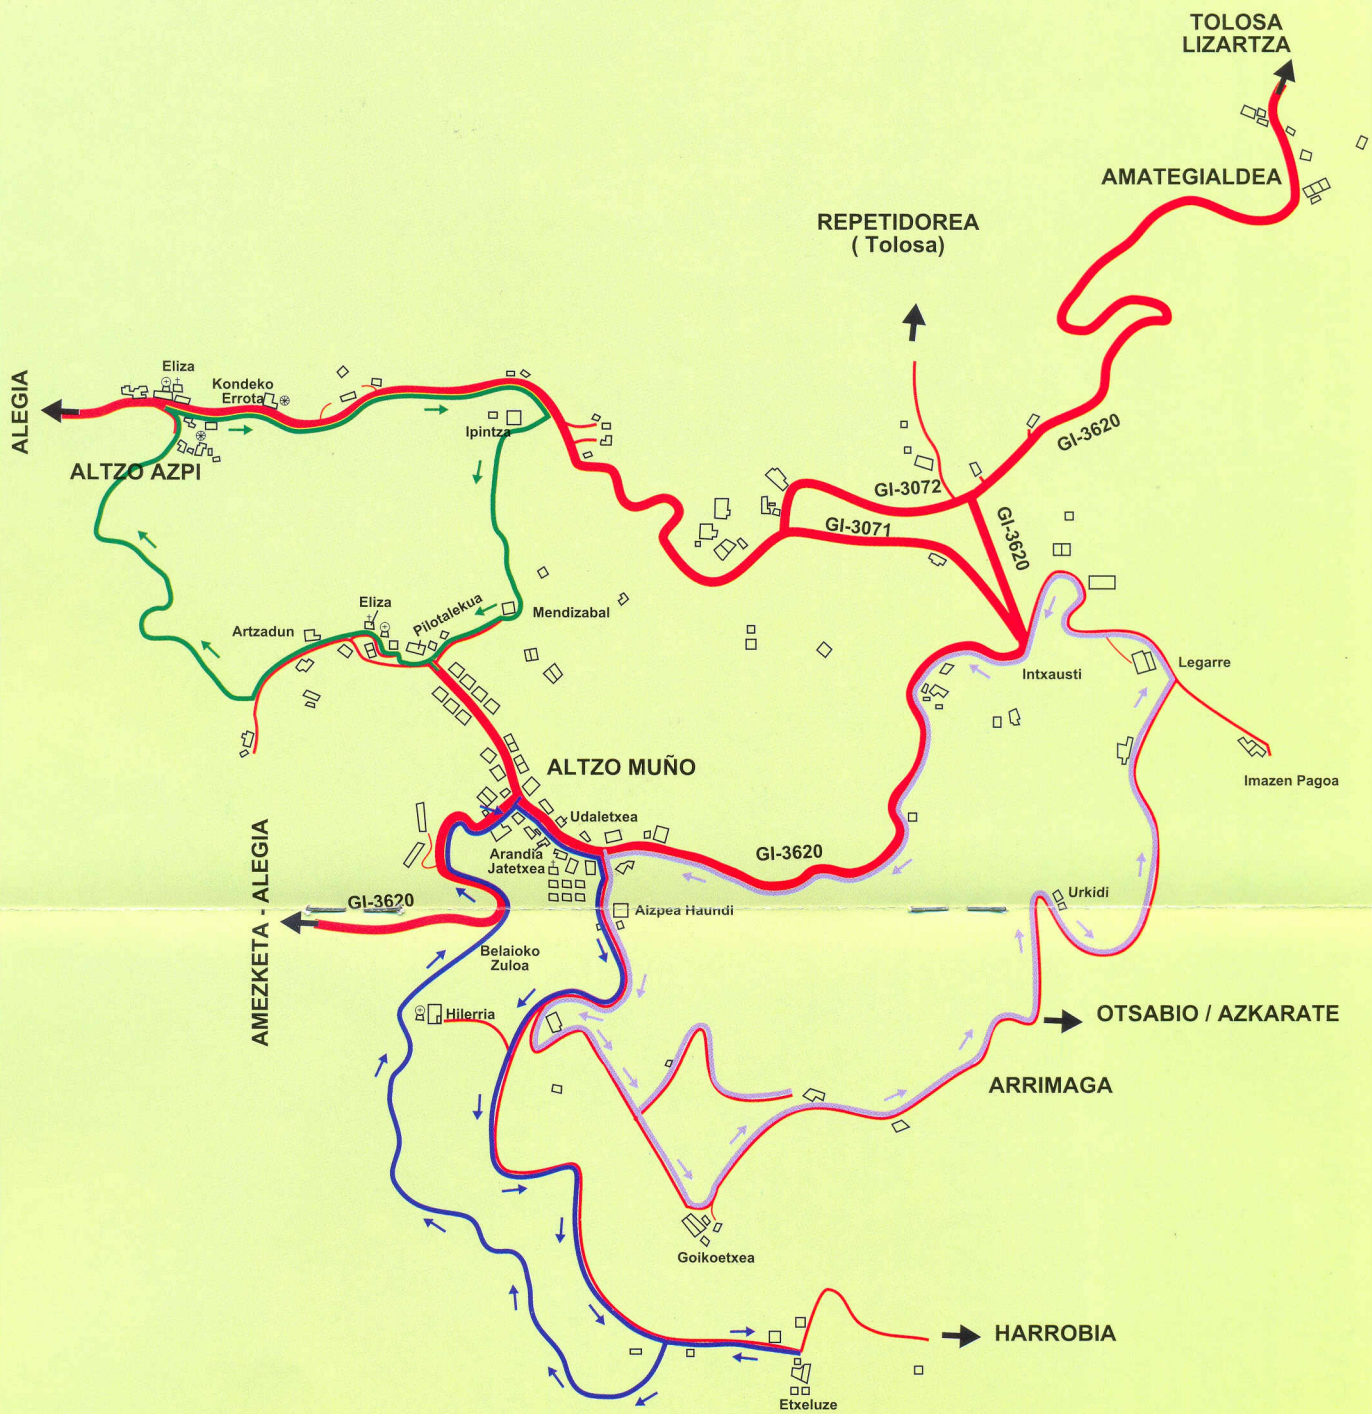 TOLOSA
LIZARTZA
AMATEGIALDEA
REPETIDOREA
( Tolosa)
ALEGIA
Eliza
Kondeko
Errota
Ipintza
ALTZO AZPI
GI-3620
GI-3072
GI-3071
GI-3620
Eliza
Pilotalekua
Mendizabal
Artzadun
Intxausti
Legarre
Imazen Pagoa
ALTZO MUÑO
Udaletxea
Arandia
Jatetxea
GI-3620
AMEZKETA - ALEGIA
GI-3620
Aizpea Haundi
Urkidi
Belaioko
Zuloa
Hilerria
OTSABIO / AZKARATE
ARRIMAGA
Goikoetxea
HARROBIA
Etxeluze